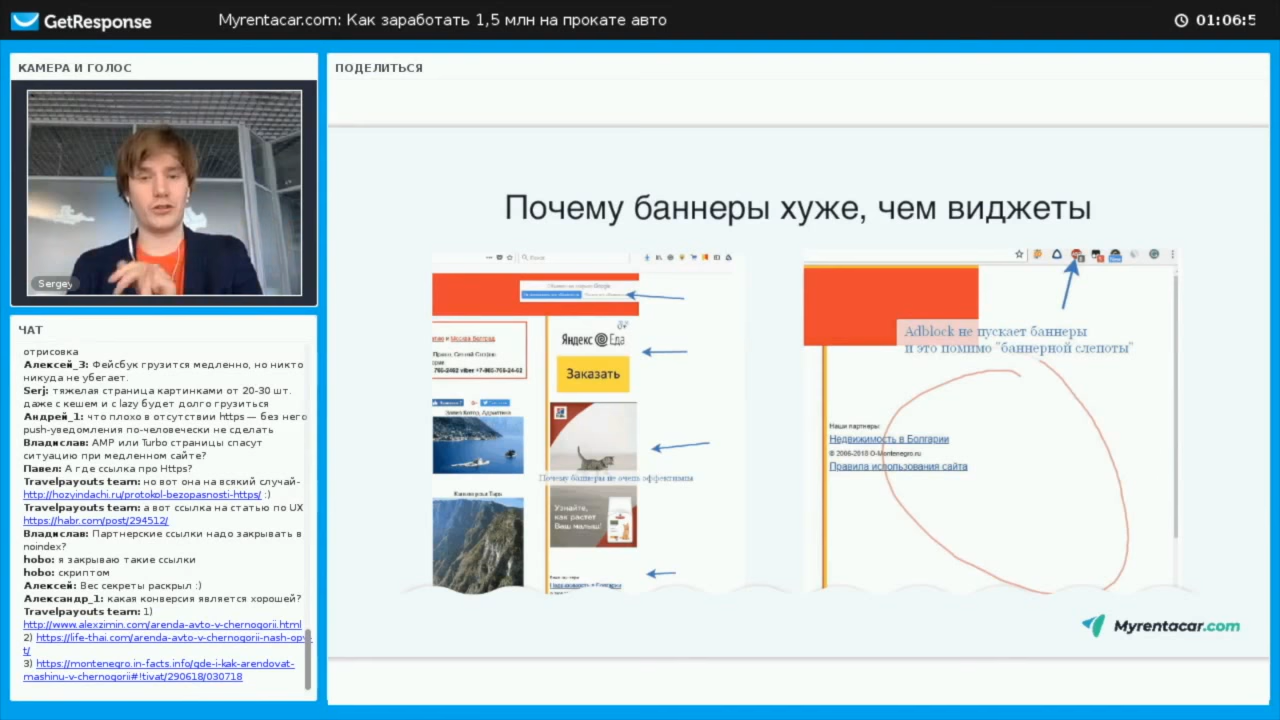 GetResponse
Myrentacar.com: Как заработать 1,5 млн на прокате авто
01:06:5
КАМЕРА И ГОЛОС
Sergey
ЧАТ
отрисовка
Алексей_3: Фейсбук грузится медленно, но никто
никуда не убегает.
Serj: тяжелая страница картинками от 20-30 шт.
даже с кешем и с lazy будет долго грузиться
Андрей_1: что плохо в отсутствии https — без него
push-уведомления по-человечески не сделать
Владислав: AMP или Turbo страницы спасут
ситуацию при медленном сайте?
Павел: А где ссылка про Https?
Travelpayouts team: но вот она на всякий случай-
http://hozyindachi.ru/protokol-bezopasnosti-https/ :)
Travelpayouts team: а вот ссылка на статью по UX
https://habr.com/post/294512/
Владислав: Партнерские ссылки надо закрывать в
noindex?
hobo: я закрываю такие ссылки
hobo: скриптом
Алексей: Вес секреты раскрыл ;)
Александр_1: какая конверсия является хорошей?
Travelpayouts team: 1)
http://www.alexzimin.com/arenda-avto-v-chernogorii.html
2) https://life-thai.com/arenda-avto-v-chernogorii-nash-opy
t/
3) https://montenegro.in-facts.info/gde-i-kak-arendovat-
mashinu-v-chernogorii#!tivat/290618/030718
ПОДЕЛИТЬСЯ
Почему баннеры хуже, чем виджеты
Поиск
Google
Яндекс Еда
Заказать
Почему баннеры не очень эффективны
Узнайте,
как растет
Ваш малыш!
Adblock не пускает баннеры
и это помимо "баннерной слепоты"
Наши партнеры:
Недвижимость в Болгарии
© 2006-2018 O-Montenegro.ru
Правила использования сайта
Myrentacar.com